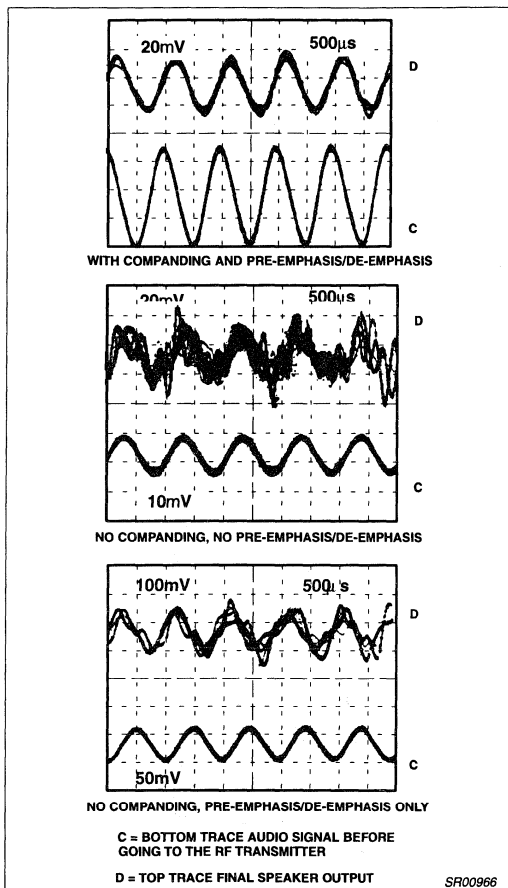 20mV 500µs D
C
WITH COMPANDING AND PRE-EMPHASIS/DE-EMPHASIS
20mV 500µs D
C
10mV
NO COMPANDING, NO PRE-EMPHASIS/DE-EMPHASIS
100mV 500µs D
C
50mV
NO COMPANDING, PRE-EMPHASIS/DE-EMPHASIS ONLY
C = BOTTOM TRACE AUDIO SIGNAL BEFORE
GOING TO THE RF TRANSMITTER
D = TOP TRACE FINAL SPEAKER OUTPUT
SR00966